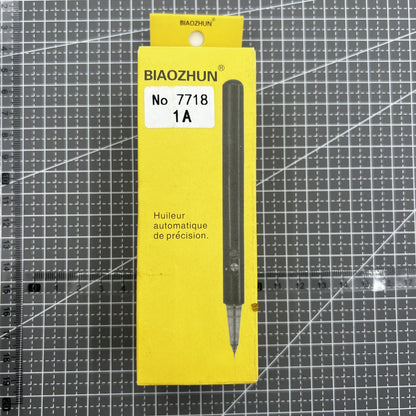 BIAOZHUN®
BIAOZHUN®
No 7718
1A
Huileur
automatique
de précision.